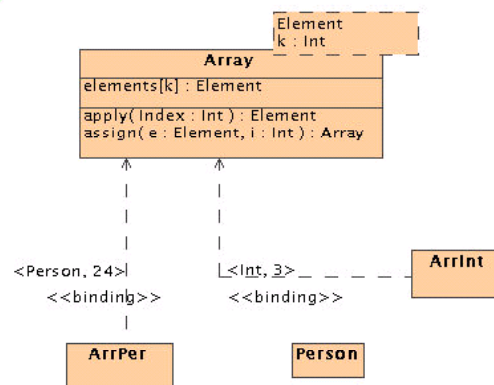 Element
k : Int
Array
elements[k] : Element
apply( Index : Int ) : Element
assign( e : Element, i : Int ) : Array
<Person, 24>
<Int, 3>
<<binding>>
<<binding>>
ArrInt
ArrPer
Person